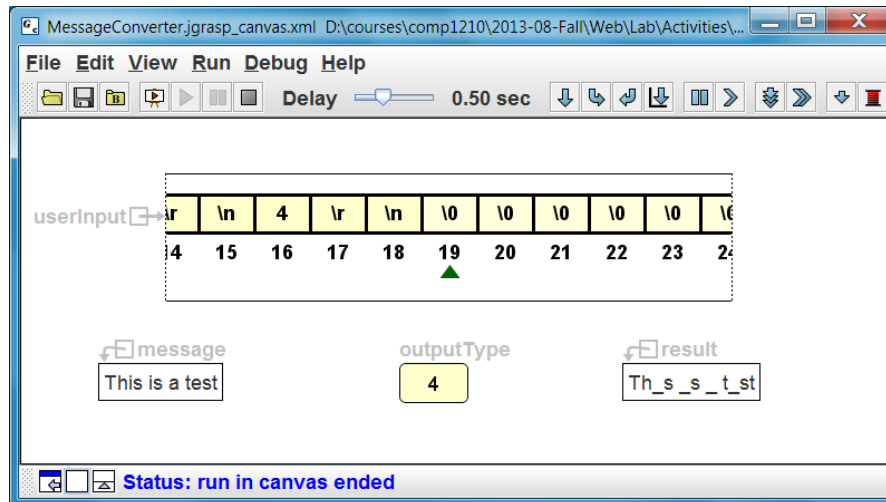 MessageConverter.jgrasp_canvas.xml D:\courses\comp1210\2013-08-Fall\Web\Lab\Activities\...
File Edit View Run Debug Help
Delay 0.50 sec
userInput \r \n 4 \r \n \0 \0 \0 \0 \0
15 16 17 18 19 20 21 22 23
message outputType result
This is a test 4 Th_s _s _ t_st
Status: run in canvas ended